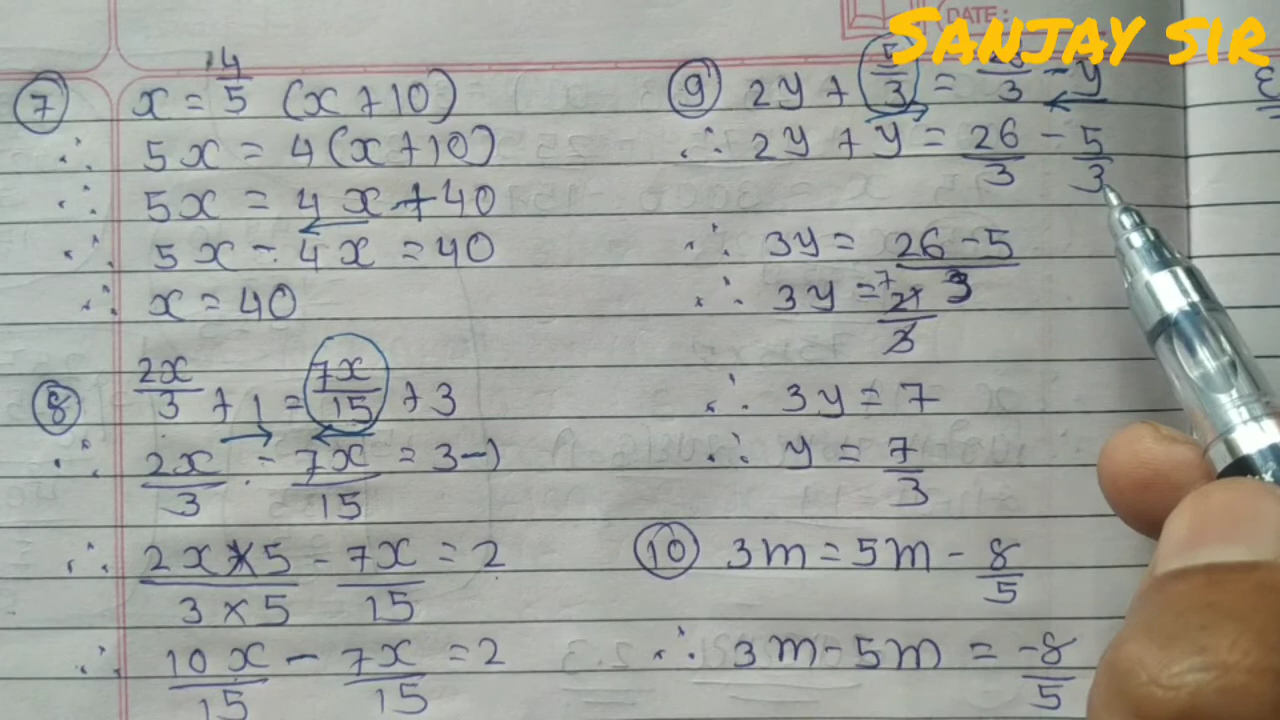 SANJAY SIR
DATE:
⑦ x = 4/5 (x + 10)
∴ 5x = 4(x + 10)
∴ 5x = 4x + 40
∴ 5x - 4x = 40
∴ x = 40
⑧ 2x/3 + 1 = 7x/15 + 3
∴ 2x/3 - 7x/15 = 3 - 1
∴ 2x × 5/3 × 5 - 7x/15 = 2
∴ 10x/15 - 7x/15 = 2
⑨ 2y + 5/3 = /3 - y
∴ 2y + y = 26/3 - 5/3
∴ 3y = 26 - 5/3
∴ 3y = 7 21/3
∴ 3y = 7
∴ y = 7/3
⑩ 3m = 5m - 8/5
∴ 3m - 5m = -8/5